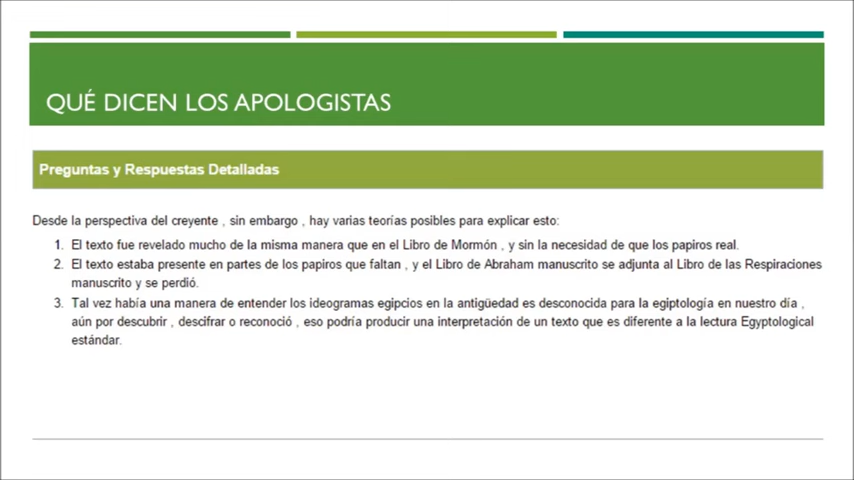 QUÉ DICEN LOS APOLOGISTAS
Preguntas y Respuestas Detalladas
Desde la perspectiva del creyente , sin embargo , hay varias teorías posibles para explicar esto:
1. El texto fue revelado mucho de la misma manera que en el Libro de Mormón , y sin la necesidad de que los papiros real.
2. El texto estaba presente en partes de los papiros que faltan , y el Libro de Abraham manuscrito se adjunta al Libro de las Respiraciones
manuscrito y se perdió.
3. Tal vez había una manera de entender los ideogramas egipcios en la antigüedad es desconocida para la egiptología en nuestro día ,
aún por descubrir , descifrar o reconoció , eso podría producir una interpretación de un texto que es diferente a la lectura Egyptological
estándar.